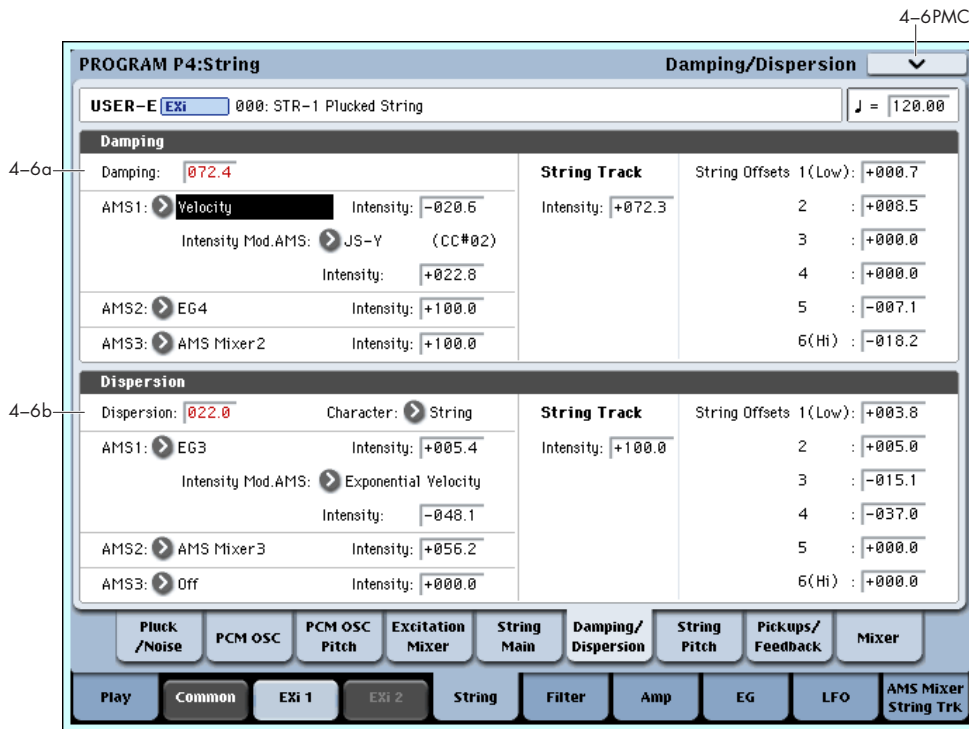 4–6PMC
PROGRAM P4:String Damping/Dispersion
USER-E EXi 000: STR-1 Plucked String ♩ = 120.00
Damping
4–6a
Damping: 072.4 String Track String Offsets 1(Low): +000.7
AMS1: Velocity Intensity: -020.6 Intensity: +072.3 2 : +008.5
Intensity Mod.AMS: JS-Y (CC#02) 3 : +000.0
Intensity: +022.8 4 : +000.0
AMS2: EG4 Intensity: +100.0 5 : -007.1
AMS3: AMS Mixer2 Intensity: +100.0 6(Hi) : -018.2
Dispersion
4–6b
Dispersion: 022.0 Character: String String Track String Offsets 1(Low): +003.8
AMS1: EG3 Intensity: +005.4 Intensity: +100.0 2 : +005.0
Intensity Mod.AMS: Exponential Velocity 3 : -015.1
Intensity: -048.1 4 : -037.0
AMS2: AMS Mixer3 Intensity: +056.2 5 : +000.0
AMS3: Off Intensity: +000.0 6(Hi) : +000.0
Pluck /Noise PCM OSC PCM OSC Pitch Excitation Mixer String Main Damping/ Dispersion String Pitch Pickups/ Feedback Mixer
Play Common EXi 1 EXi 2 String Filter Amp EG LFO AMS Mixer String Trk